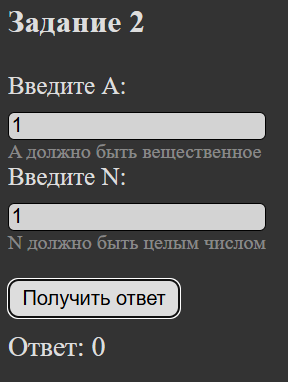 Задание 2
Введите A:
1
A должно быть вещественное
Введите N:
1
N должно быть целым числом
Получить ответ
Ответ: 0